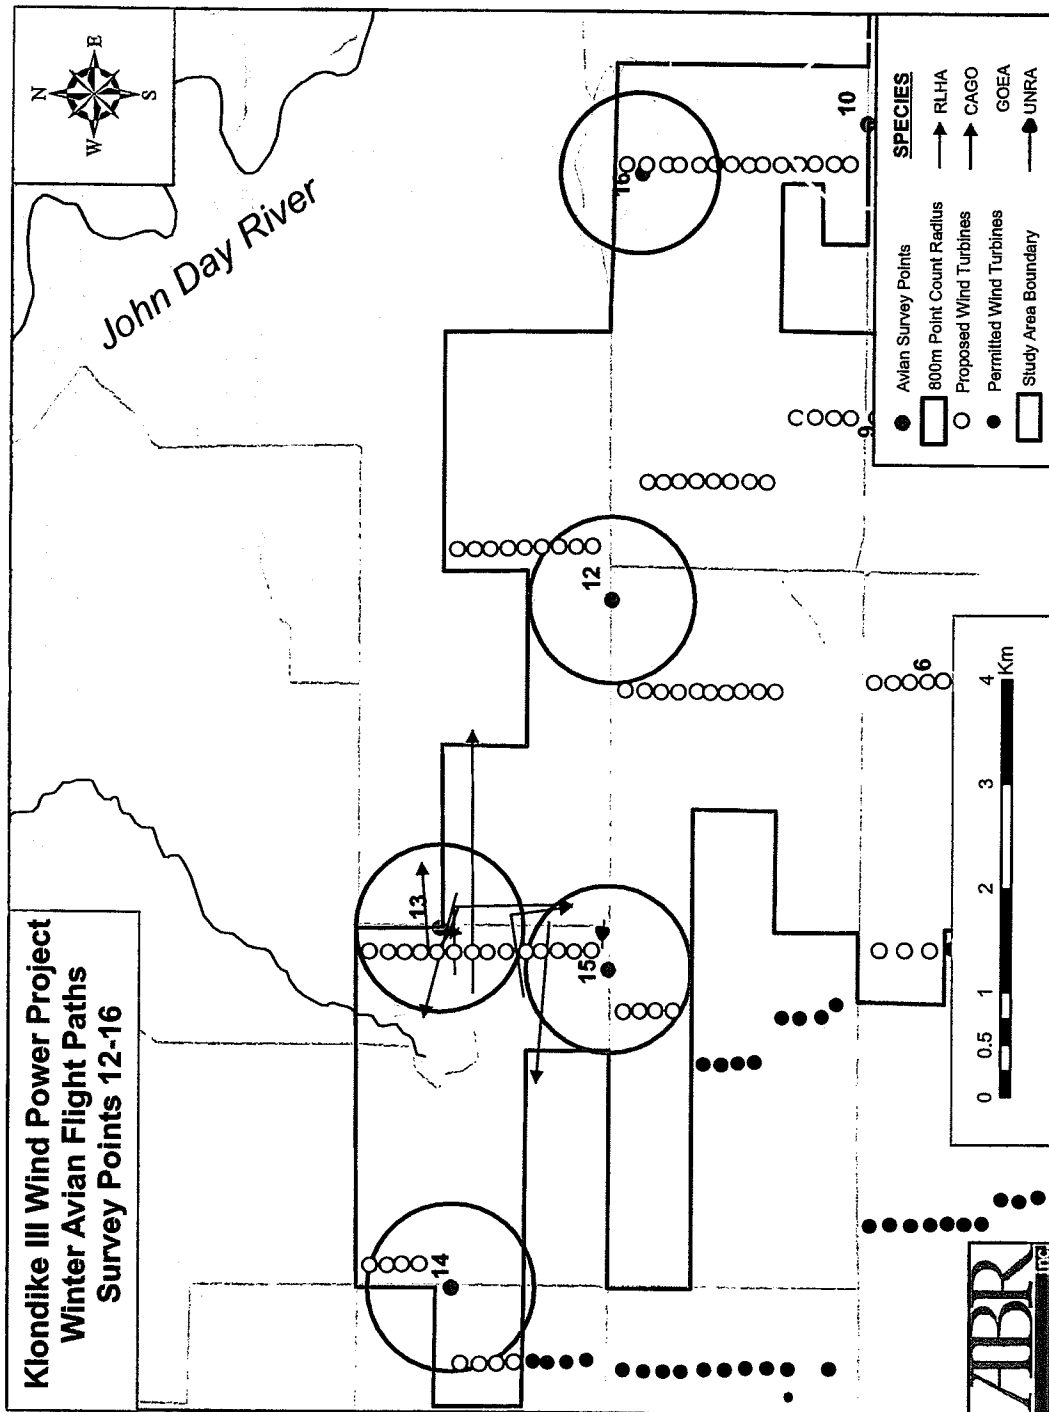 Klondike III Wind Power Project
Winter Avian Flight Paths
Survey Points 12-16
N
W
E
S
John Day River
14
13
15
12
16
10
9
6
SPECIES
RLHA
CAGO
GOEA
UNRA
Avian Survey Points
800m Point Count Radius
Proposed Wind Turbines
Permitted Wind Turbines
Study Area Boundary
0 0.5 1 2 3 4
Km
ABR